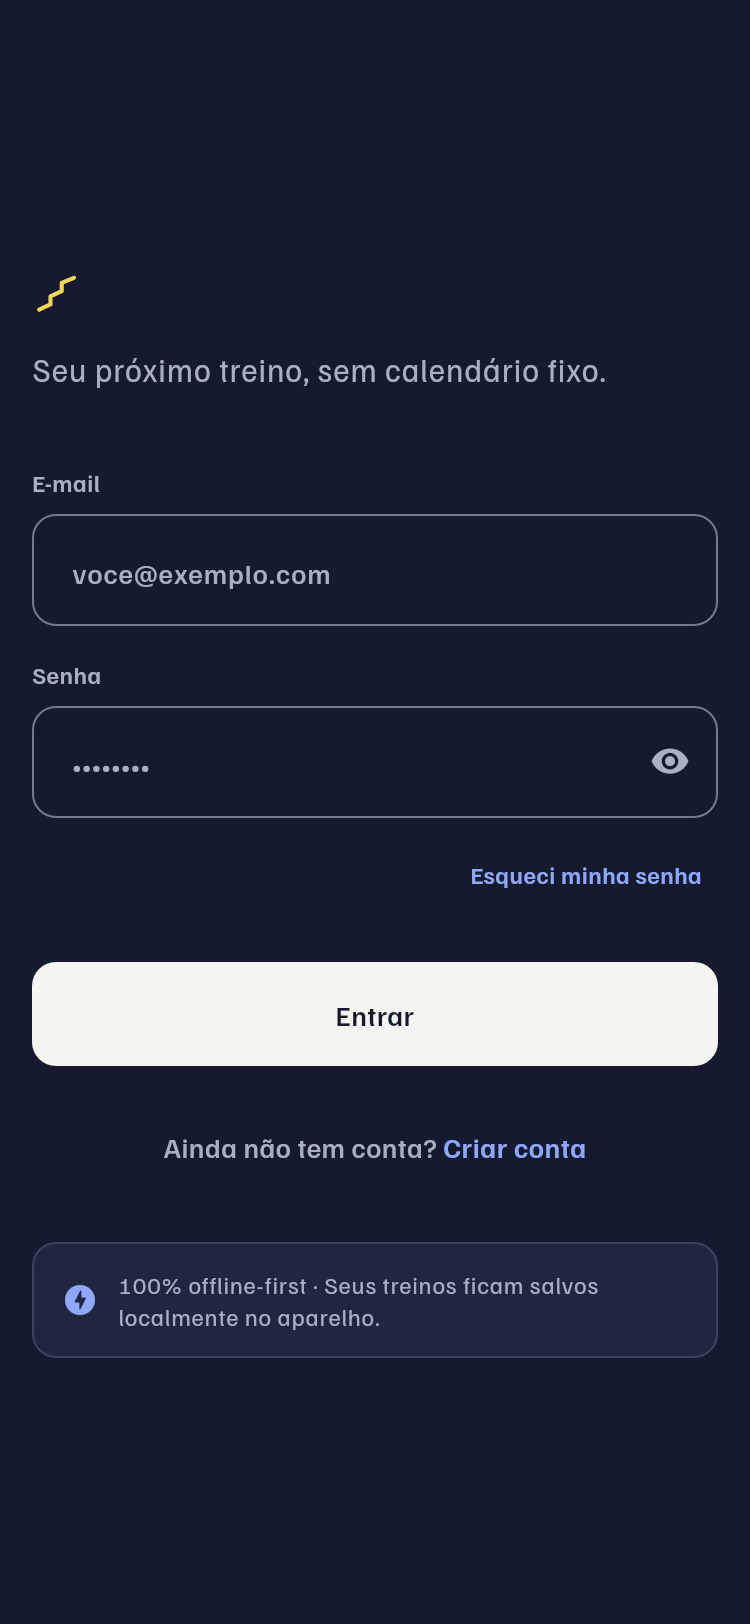 Seu próximo treino, sem calendário fixo.
E-mail
voce@exemplo.com
Senha
••••••••
Esqueci minha senha
Entrar
Ainda não tem conta? Criar conta
100% offline-first · Seus treinos ficam salvos
localmente no aparelho.